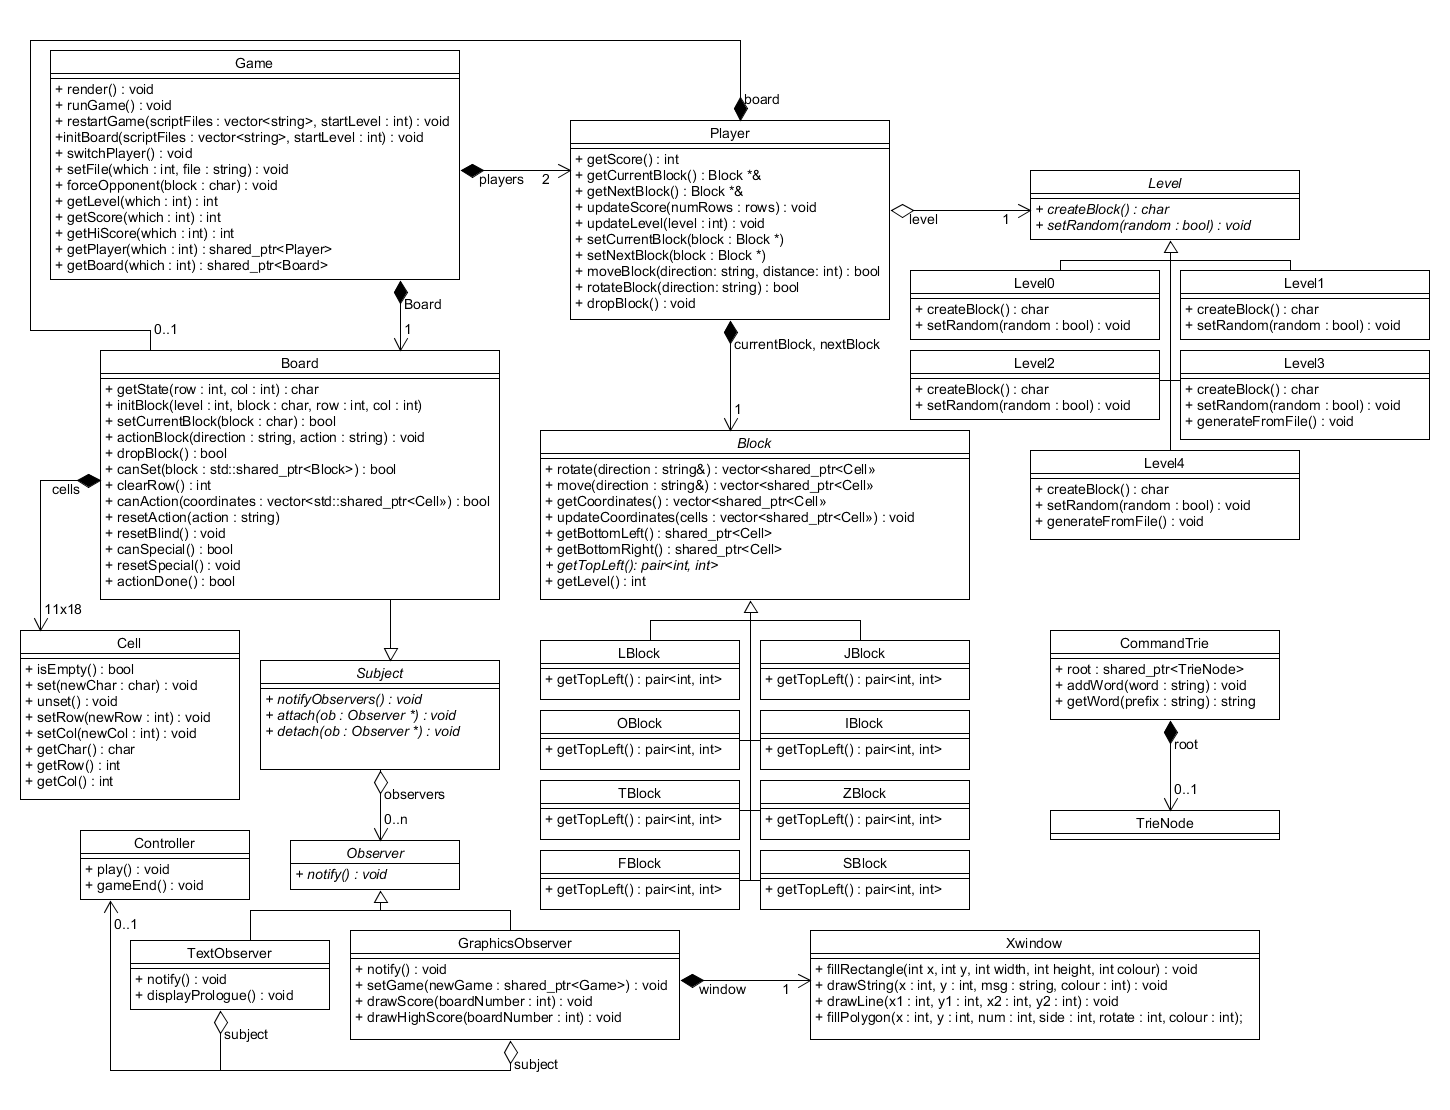 Game
+ render() : void
+ runGame() : void
+ restartGame(scriptFiles : vector<string>, startLevel : int) : void
+initBoard(scriptFiles : vector<string>, startLevel : int) : void
+ switchPlayer() : void
+ setFile(which : int, file : string) : void
+ forceOpponent(block : char) : void
+ getLevel(which : int) : int
+ getScore(which : int) : int
+ getHiScore(which : int) : int
+ getPlayer(which : int) : shared_ptr<Player>
+ getBoard(which : int) : shared_ptr<Board>
players
2
board
Player
+ getScore() : int
+ getCurrentBlock() : Block *&
+ getNextBlock() : Block *&
+ updateScore(numRows : rows) : void
+ updateLevel(level : int) : void
+ setCurrentBlock(block : Block *)
+ setNextBlock(block : Block *)
+ moveBlock(direction: string, distance: int) : bool
+ rotateBlock(direction: string) : bool
+ dropBlock() : void
level
1
Level
+ createBlock() : char
+ setRandom(random : bool) : void
Level0
+ createBlock() : char
+ setRandom(random : bool) : void
Level1
+ createBlock() : char
+ setRandom(random : bool) : void
Level2
+ createBlock() : char
+ setRandom(random : bool) : void
Level3
+ createBlock() : char
+ setRandom(random : bool) : void
+ generateFromFile() : void
Level4
+ createBlock() : char
+ setRandom(random : bool) : void
+ generateFromFile() : void
Board
1
0..1
Board
+ getState(row : int, col : int) : char
+ initBlock(level : int, block : char, row : int, col : int)
+ setCurrentBlock(block : char) : bool
+ actionBlock(direction : string, action : string) : void
+ dropBlock() : bool
+ canSet(block : std::shared_ptr<Block>) : bool
+ clearRow() : int
+ canAction(coordinates : vector<std::shared_ptr<Cell») : bool
+ resetAction(action : string)
+ resetBlind() : void
+ canSpecial() : bool
+ resetSpecial() : void
+ actionDone() : bool
cells
11x18
currentBlock, nextBlock
1
Block
+ rotate(direction : string&) : vector<shared_ptr<Cell»
+ move(direction : string&) : vector<shared_ptr<Cell»
+ getCoordinates() : vector<shared_ptr<Cell»
+ updateCoordinates(cells : vector<shared_ptr<Cell») : void
+ getBottomLeft() : shared_ptr<Cell>
+ getBottomRight() : shared_ptr<Cell>
+ getTopLeft(): pair<int, int>
+ getLevel() : int
Cell
+ isEmpty() : bool
+ set(newChar : char) : void
+ unset() : void
+ setRow(newRow : int) : void
+ setCol(newCol : int) : void
+ getChar() : char
+ getRow() : int
+ getCol() : int
Subject
+ notifyObservers() : void
+ attach(ob : Observer *) : void
+ detach(ob : Observer *) : void
observers
0..n
LBlock
+ getTopLeft() : pair<int, int>
JBlock
+ getTopLeft() : pair<int, int>
OBlock
+ getTopLeft() : pair<int, int>
IBlock
+ getTopLeft() : pair<int, int>
TBlock
+ getTopLeft() : pair<int, int>
ZBlock
+ getTopLeft() : pair<int, int>
FBlock
+ getTopLeft() : pair<int, int>
SBlock
+ getTopLeft() : pair<int, int>
CommandTrie
+ root : shared_ptr<TrieNode>
+ addWord(word : string) : void
+ getWord(prefix : string) : string
root
0..1
TrieNode
Controller
+ play() : void
+ gameEnd() : void
0..1
Observer
+ notify() : void
TextObserver
+ notify() : void
+ displayPrologue() : void
subject
GraphicsObserver
+ notify() : void
+ setGame(newGame : shared_ptr<Game>) : void
+ drawScore(boardNumber : int) : void
+ drawHighScore(boardNumber : int) : void
subject
window
1
Xwindow
+ fillRectangle(int x, int y, int width, int height, int colour) : void
+ drawString(x : int, y : int, msg : string, colour : int) : void
+ drawLine(x1 : int, y1 : int, x2 : int, y2 : int) : void
+ fillPolygon(x : int, y : int, num : int, side : int, rotate : int, colour : int);